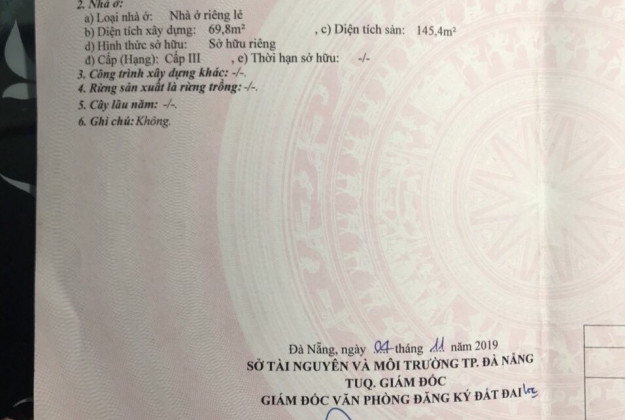 2. Nhà ở:
a) Loại nhà ở: Nhà ở riêng lẻ
b) Diện tích xây dựng: 69,8m² , c) Diện tích sàn: 145,4m²
d) Hình thức sở hữu: Sở hữu riêng
đ) Cấp (Hạng): Cấp III , e) Thời hạn sở hữu: -/-
3. Công trình xây dựng khác: -/-.
4. Rừng sản xuất là rừng trồng: -/-.
5. Cây lâu năm: -/-.
6. Ghi chú: Không.
Đà Nẵng, ngày 04 tháng 11 năm 2019
SỞ TÀI NGUYÊN VÀ MÔI TRƯỜNG TP. ĐÀ NẴNG
TUQ. GIÁM ĐỐC
GIÁM ĐỐC VĂN PHÒNG ĐĂNG KÝ ĐẤT ĐAI